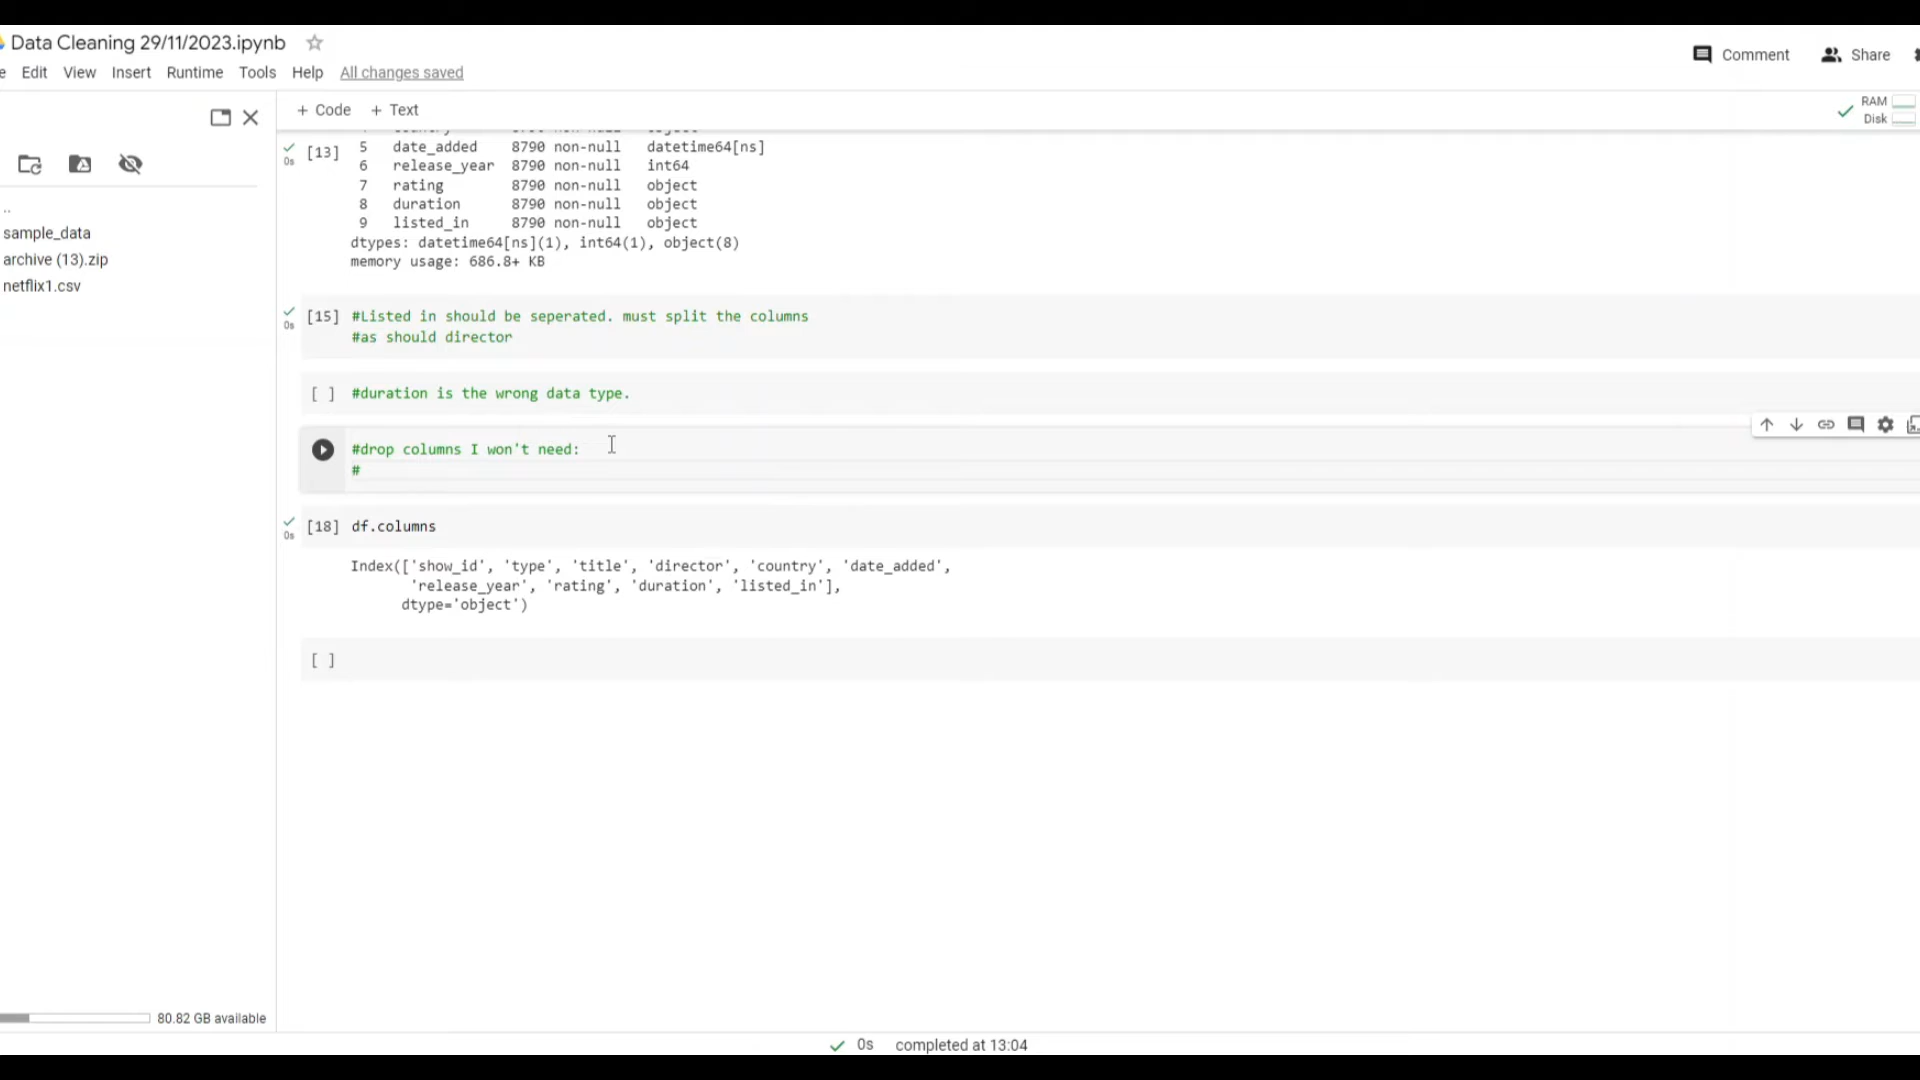 Data Cleaning 29/11/2023.ipynb
e Edit View Insert Runtime Tools Help All changes saved
Comment Share
+ Code + Text
RAM
Disk
sample_data
archive (13).zip
netflix1.csv
80.82 GB available
0s [13] 5 date_added 8790 non-null datetime64[ns]
6 release_year 8790 non-null int64
7 rating 8790 non-null object
8 duration 8790 non-null object
9 listed_in 8790 non-null object
dtypes: datetime64[ns](1), int64(1), object(8)
memory usage: 686.8+ KB
0s [15] #Listed in should be seperated. must split the columns
#as should director
[ ] #duration is the wrong data type.
#drop columns I won't need:
#
0s [18] df.columns
Index(['show_id', 'type', 'title', 'director', 'country', 'date_added',
'release_year', 'rating', 'duration', 'listed_in'],
dtype='object')
[ ]
0s completed at 13:04